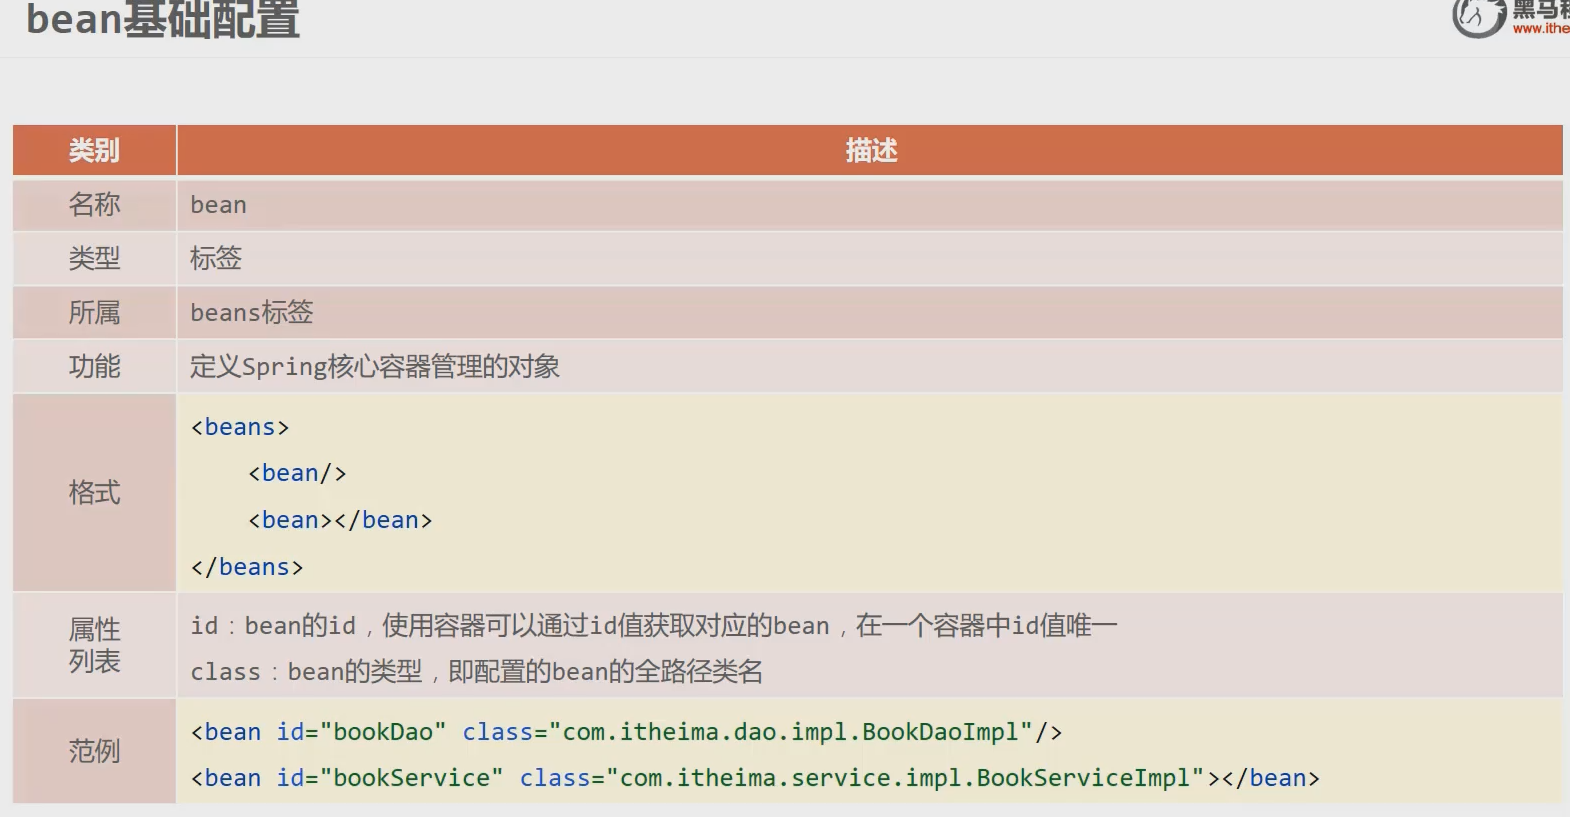 bean基础配置
黑马程
www.ithe
类别 描述
名称 bean
类型 标签
所属 beans标签
功能 定义Spring核心容器管理的对象
格式
<beans>
<bean/>
<bean></bean>
</beans>
属性
列表
id：bean的id，使用容器可以通过id值获取对应的bean，在一个容器中id值唯一
class：bean的类型，即配置的bean的全路径类名
范例
<bean id="bookDao" class="com.itheima.dao.impl.BookDaoImpl"/>
<bean id="bookService" class="com.itheima.service.impl.BookServiceImpl"></bean>